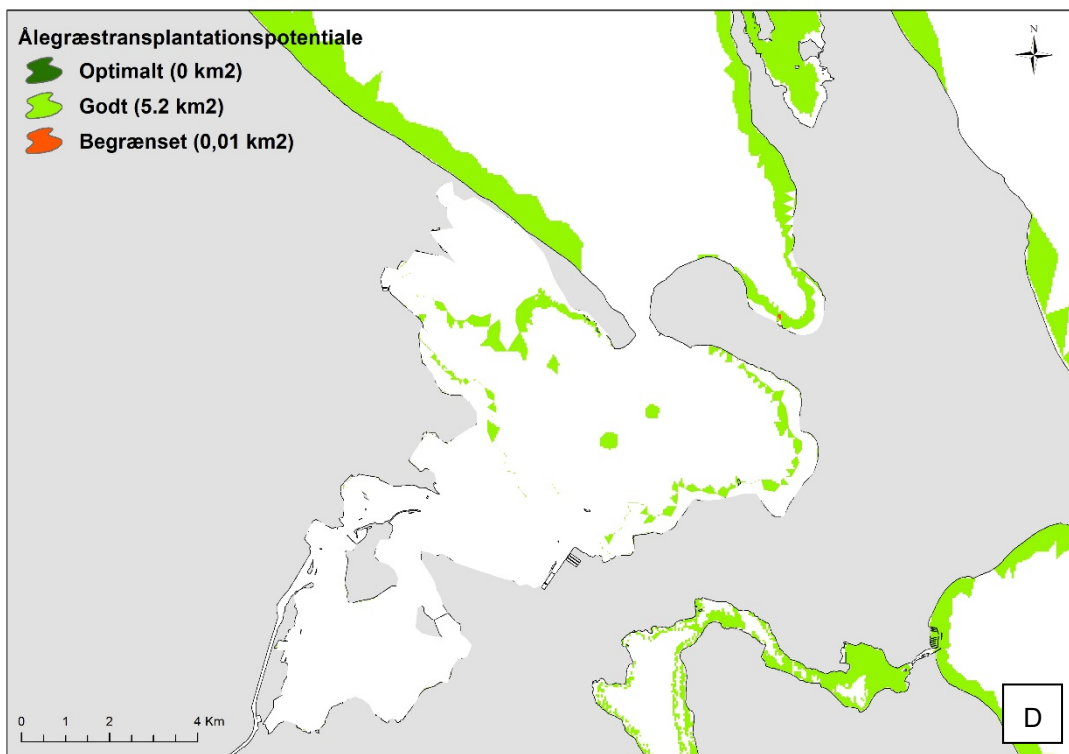 Ålegræstransplantationspotentiale
Optimalt (0 km2)
Godt (5.2 km2)
Begrænset (0,01 km2)
N
0 1 2 4 Km
D